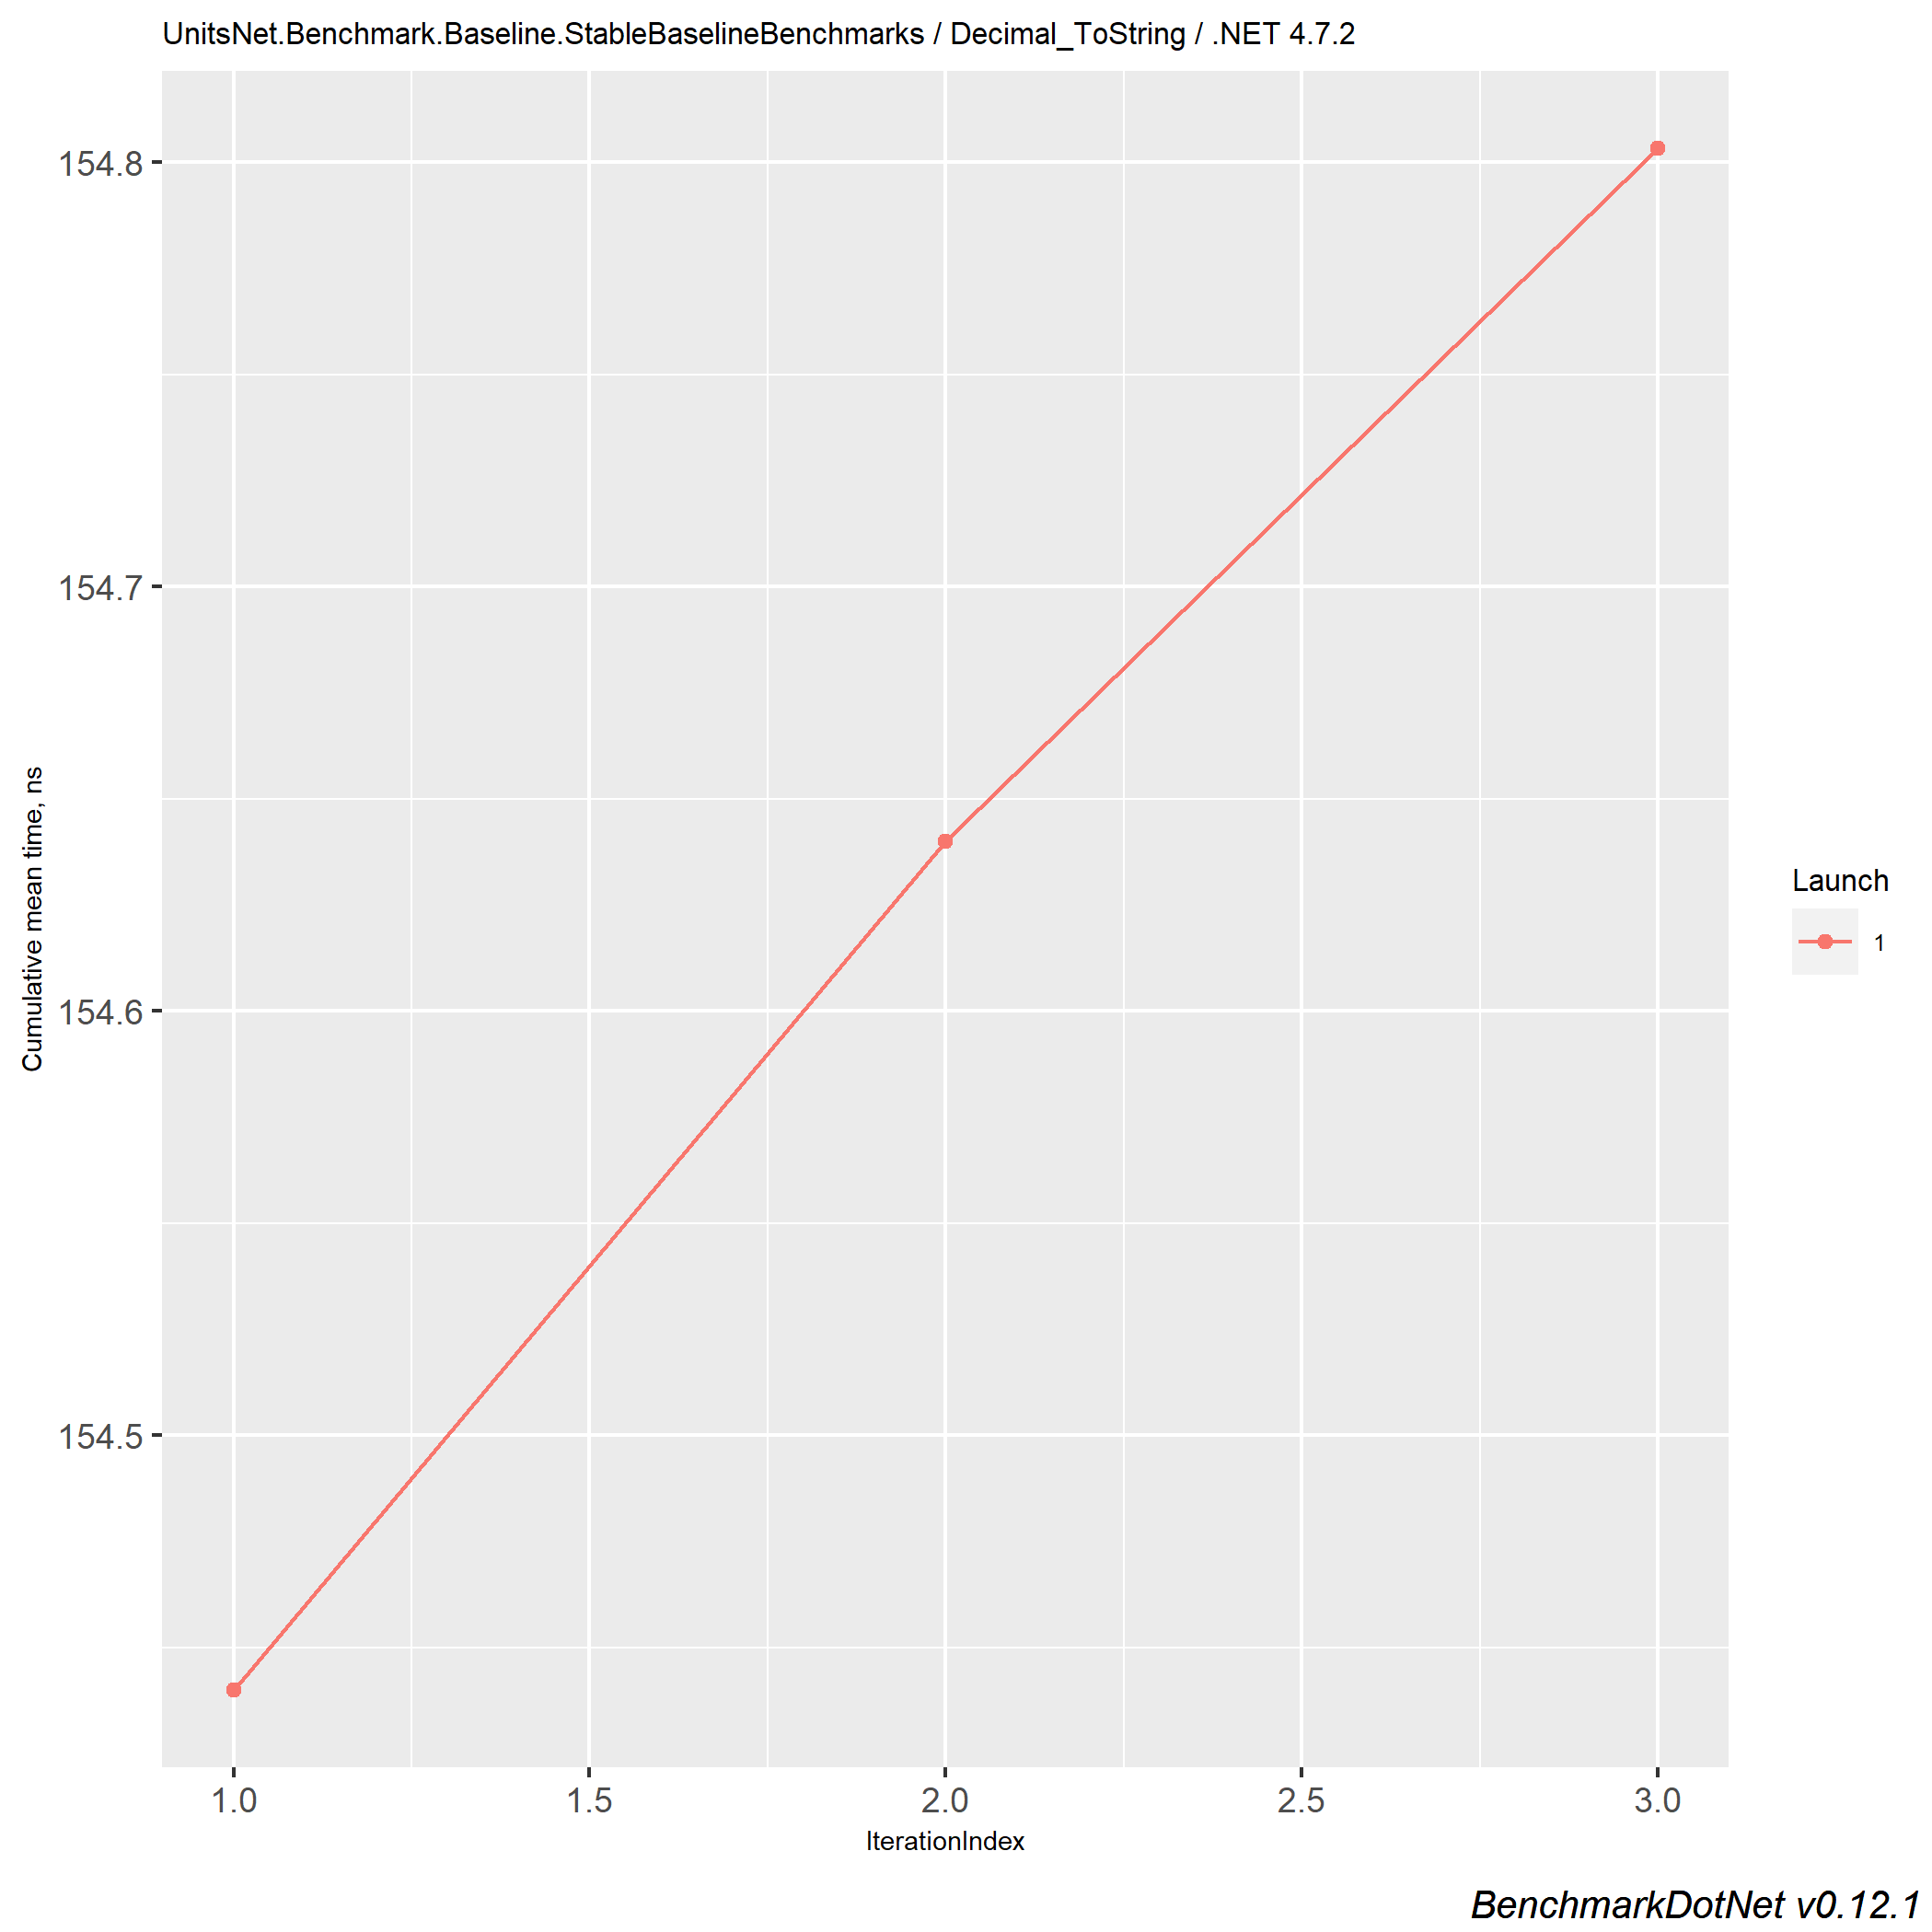 UnitsNet.Benchmark.Baseline.StableBaselineBenchmarks / Decimal_ToString / .NET 4.7.2
154.8
154.7
154.6
154.5
Cumulative mean time, ns
1.0 1.5 2.0 2.5 3.0
IterationIndex
Launch
1
BenchmarkDotNet v0.12.1